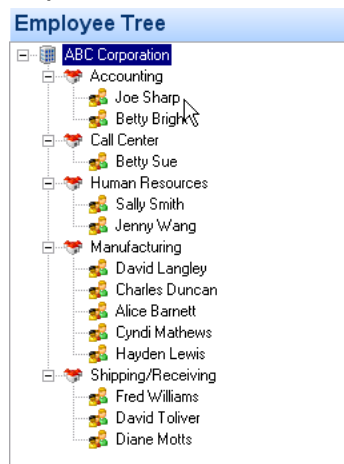 Employee Tree
ABC Corporation
Accounting
Joe Sharp
Betty Bright
Call Center
Betty Sue
Human Resources
Sally Smith
Jenny Wang
Manufacturing
David Langley
Charles Duncan
Alice Barnett
Cyndi Mathews
Hayden Lewis
Shipping/Receiving
Fred Williams
David Toliver
Diane Motts